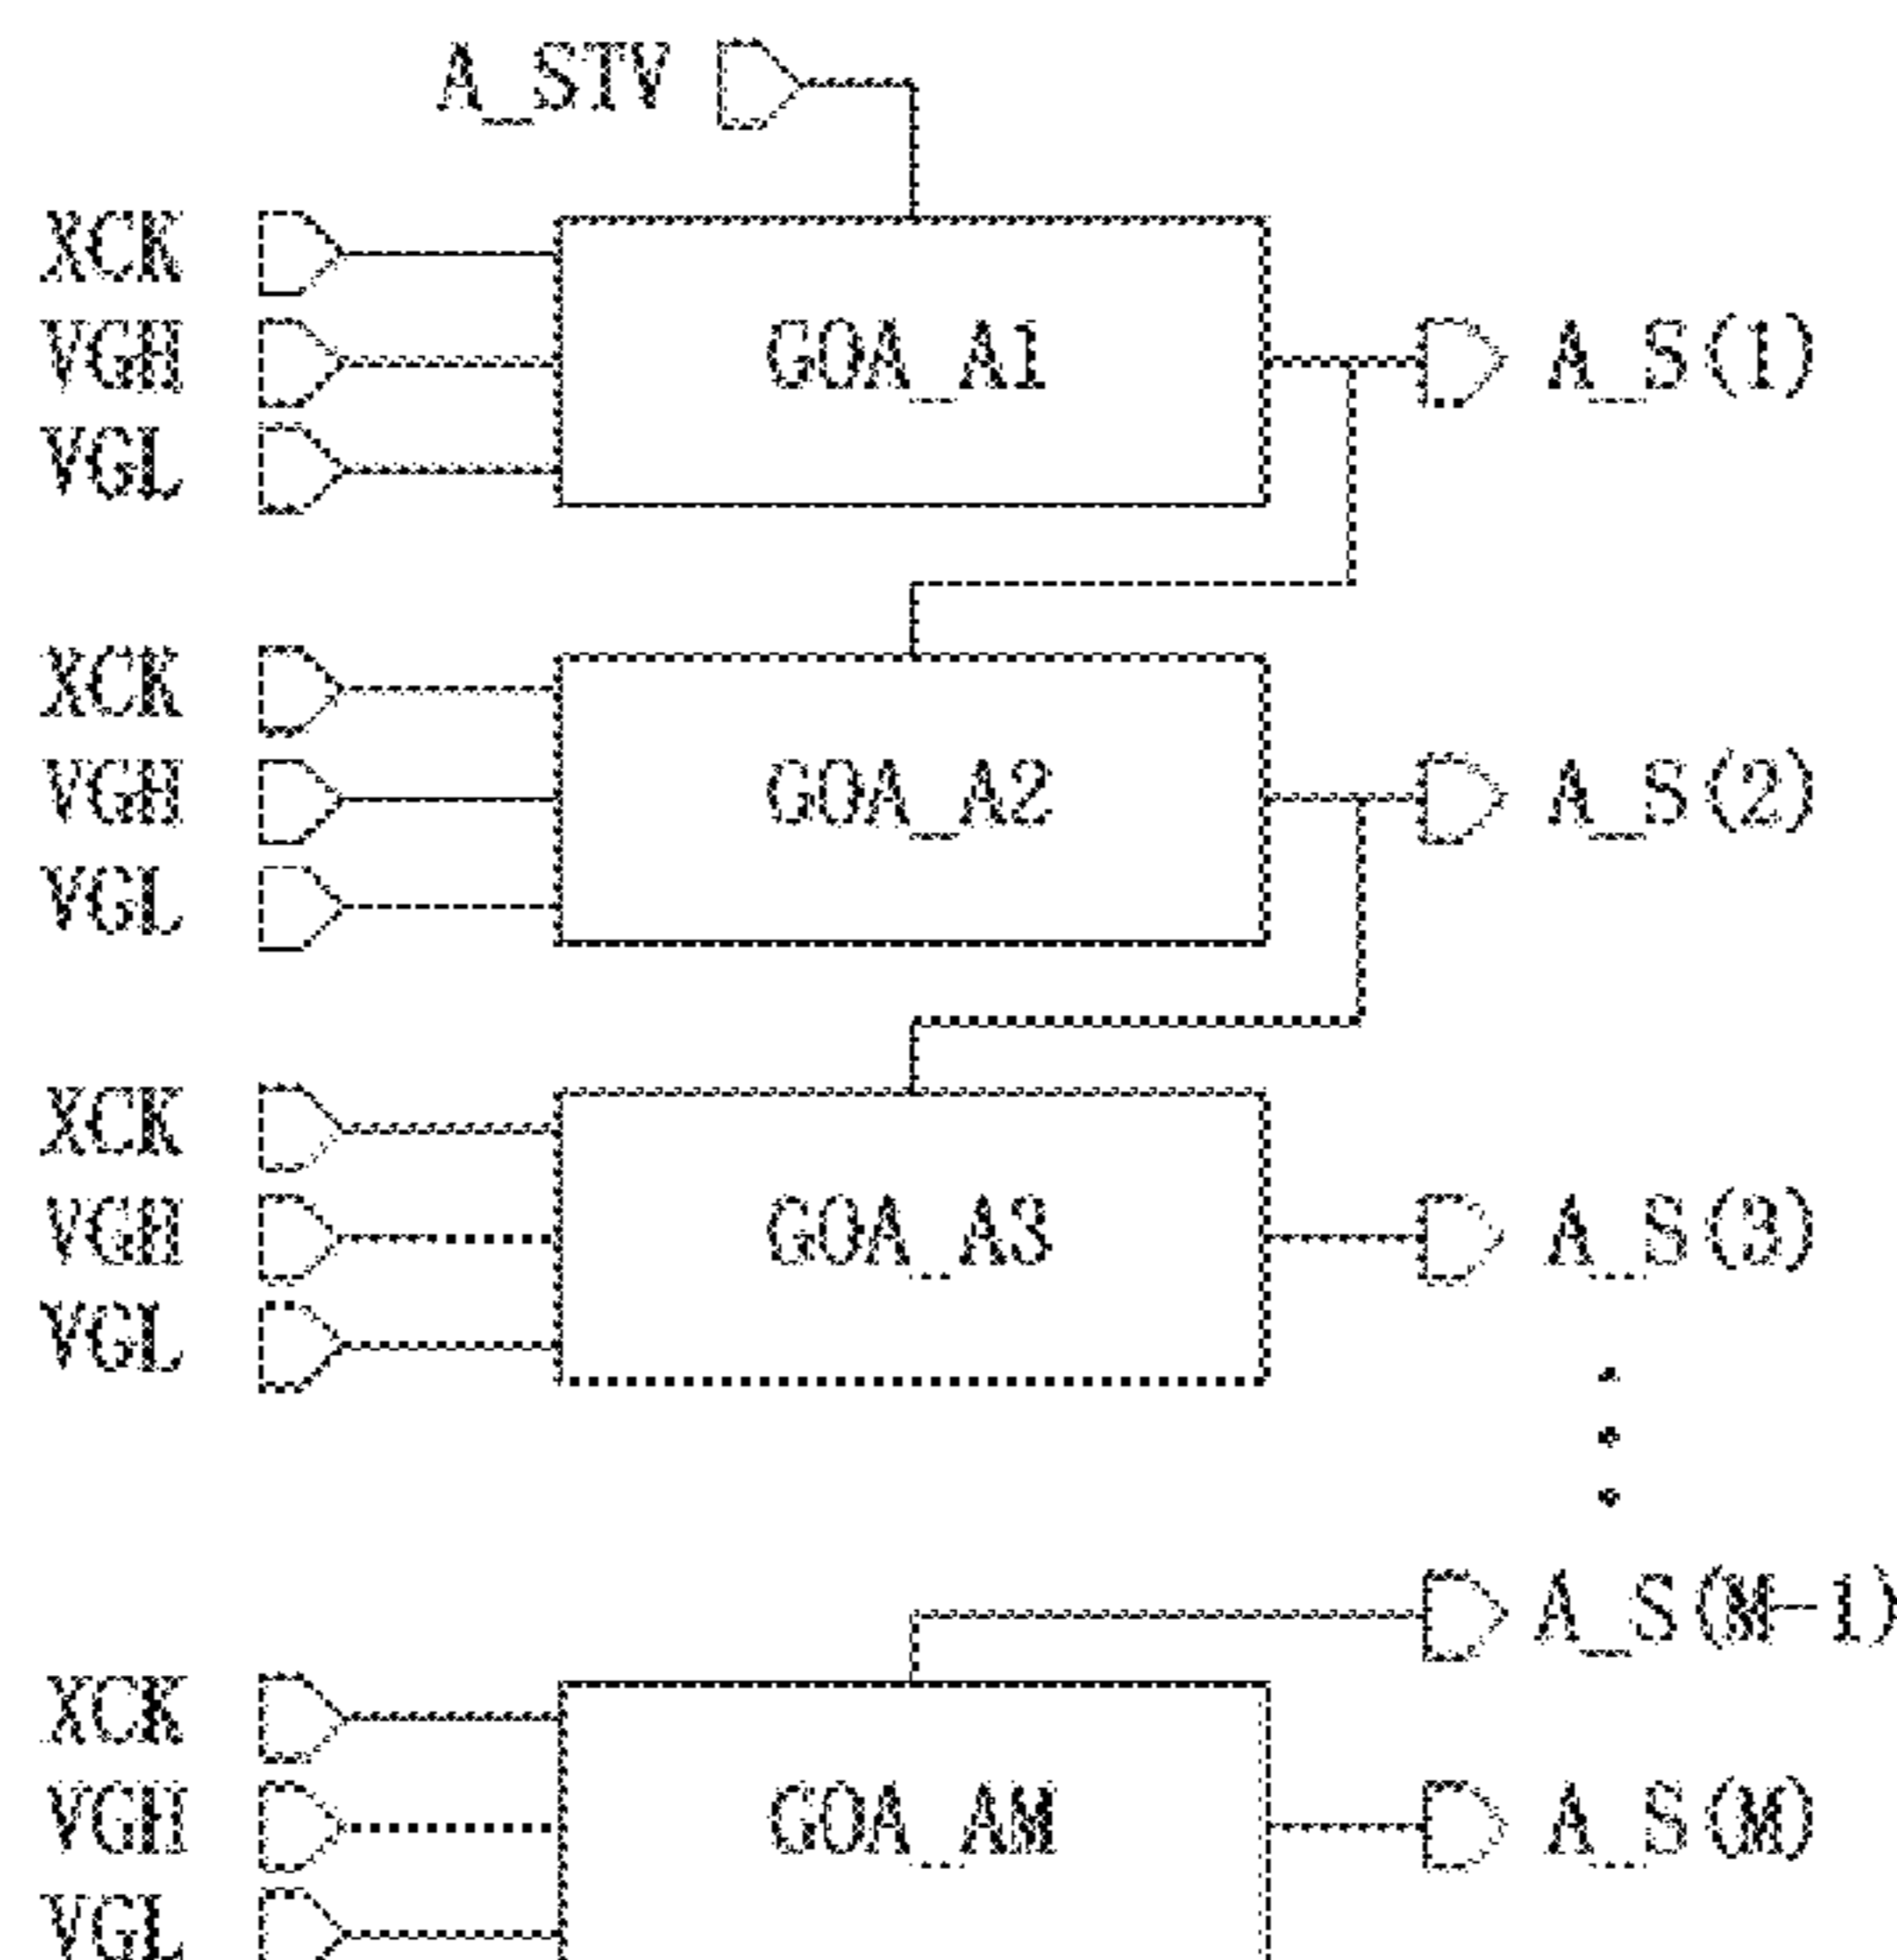 A_STV
XCK
VGH
GOA_A1
A_S(1)
VGL
XCK
VGH
GOA_A2
A_S(2)
VGL
XCK
VGH
GOA_A3
A_S(3)
VGL
A_S(M-1)
XCK
VGH
GOA_AM
A_S(M)
VGL